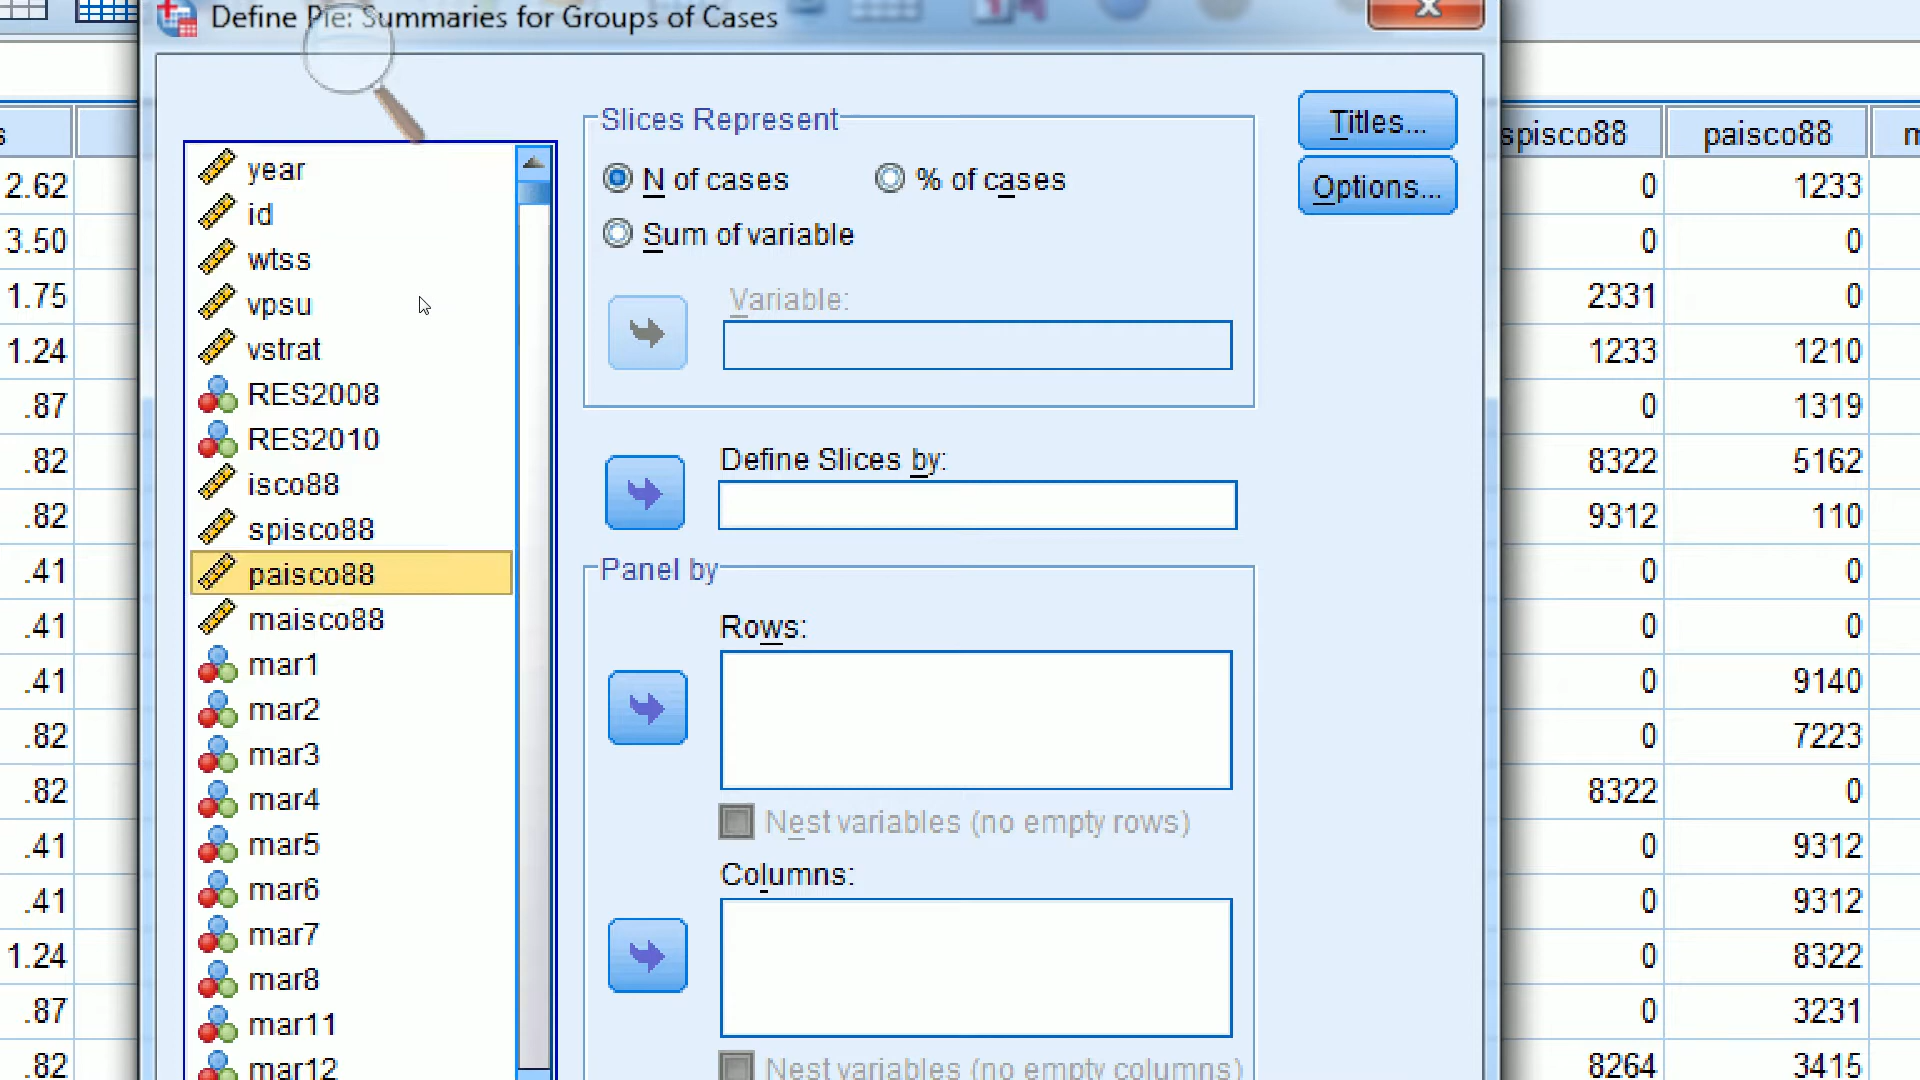 Define Pie: Summaries for Groups of Cases
X
year
id
wtss
vpsu
vstrat
RES2008
RES2010
isco88
spisco88
paisco88
maisco88
mar1
mar2
mar3
mar4
mar5
mar6
mar7
mar8
mar11
mar12
Slices Represent
N of cases
% of cases
Sum of variable
Variable:
Define Slices by:
Panel by
Rows:
Nest variables (no empty rows)
Columns:
Nest variables (no empty columns)
Titles...
Options...
s
2.62
3.50
1.75
1.24
.87
.82
.82
.41
.41
.41
.82
.82
.41
.41
1.24
.87
.82
spisco88 paisco88 m
0 1233
0 0
2331 0
1233 1210
0 1319
8322 5162
9312 110
0 0
0 0
0 9140
0 7223
8322 0
0 9312
0 9312
0 8322
0 3231
8264 3415